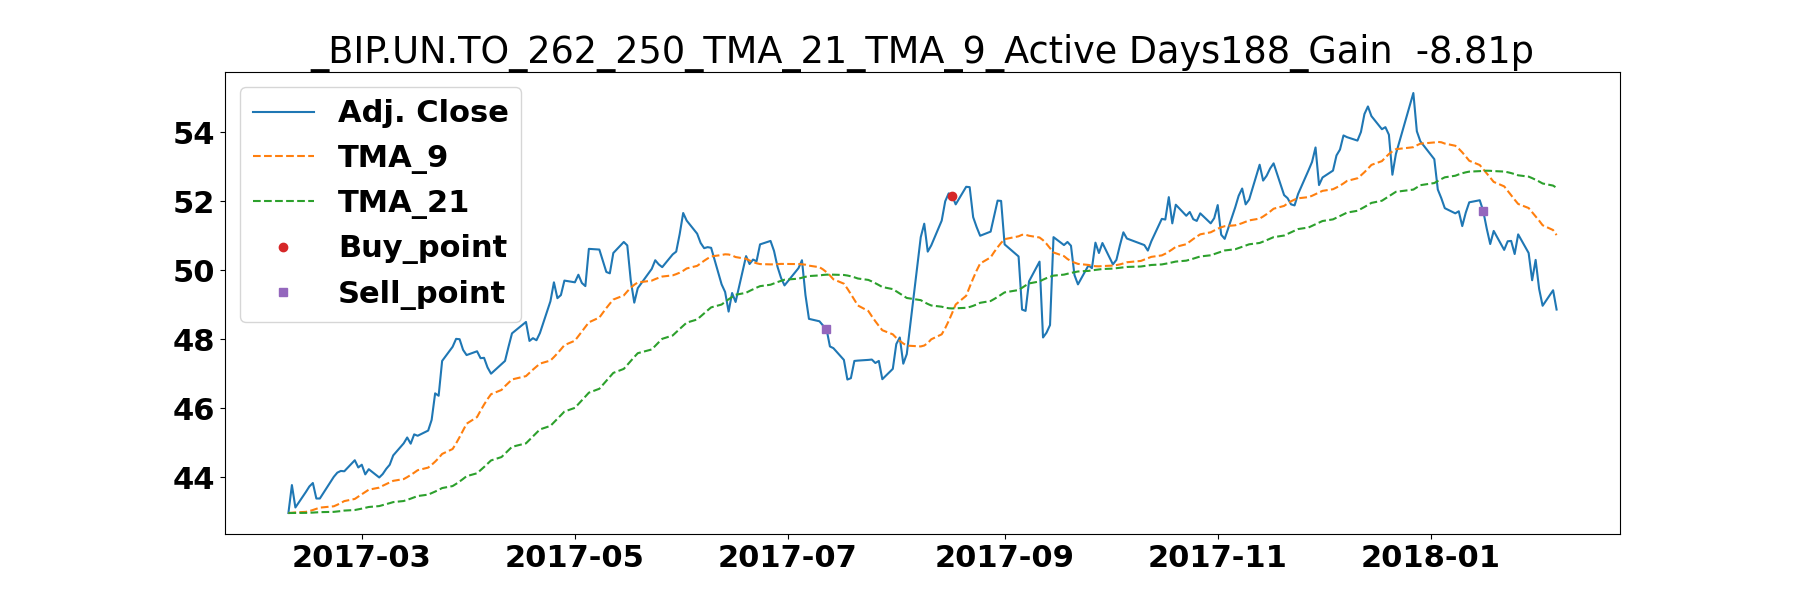 _BIP.UN.TO_262_250_TMA_21_TMA_9_Active Days188_Gain  -8.81p
Adj. Close
TMA_9
TMA_21
Buy_point
Sell_point
54
52
50
48
46
44
2017-03 2017-05 2017-07 2017-09 2017-11 2018-01